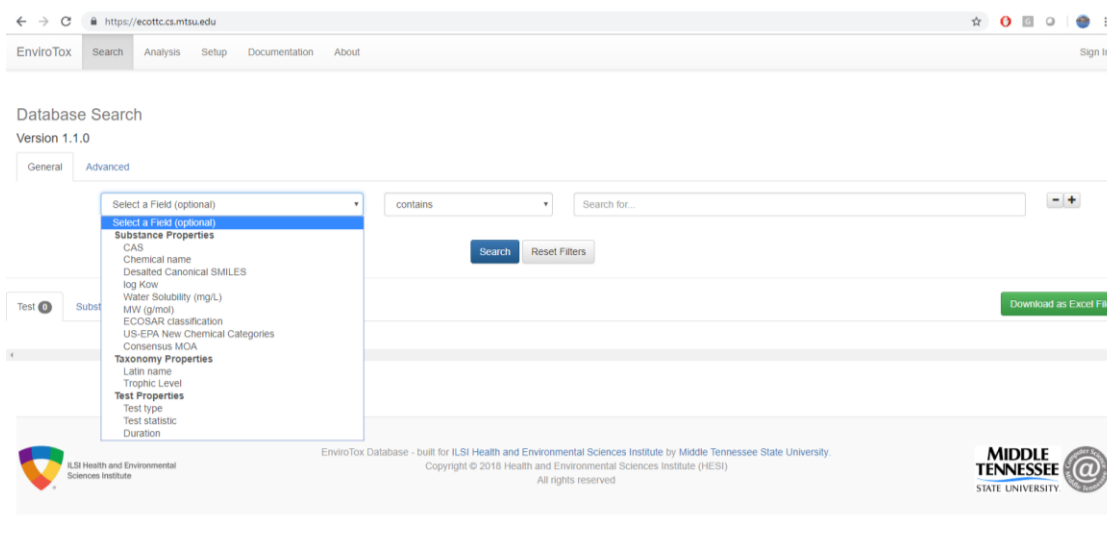 https://ecottc.cs.mtsu.edu
EnviroTox Search Analysis Setup Documentation About Sign
Database Search
Version 1.1.0
General Advanced
Select a Field (optional) contains Search for...
Select a Field (optional)
Substance Properties
CAS
Chemical name
Desalted Canonical SMILES
log Kow
Water Solubility (mg/L)
MW (g/mol)
ECOSAR classification
US-EPA New Chemical Categories
Consensus MOA
Taxonomy Properties
Latin name
Trophic Level
Test Properties
Test type
Test statistic
Duration
Search Reset Filters
Test 0 Subst Download as Excel Fil
ILSI Health and Environmental
Sciences Institute
EnviroTox Database - built for ILSI Health and Environmental Sciences Institute by Middle Tennessee State University.
Copyright © 2018 Health and Environmental Sciences Institute (HESI)
All rights reserved
MIDDLE
TENNESSEE
STATE UNIVERSITY.